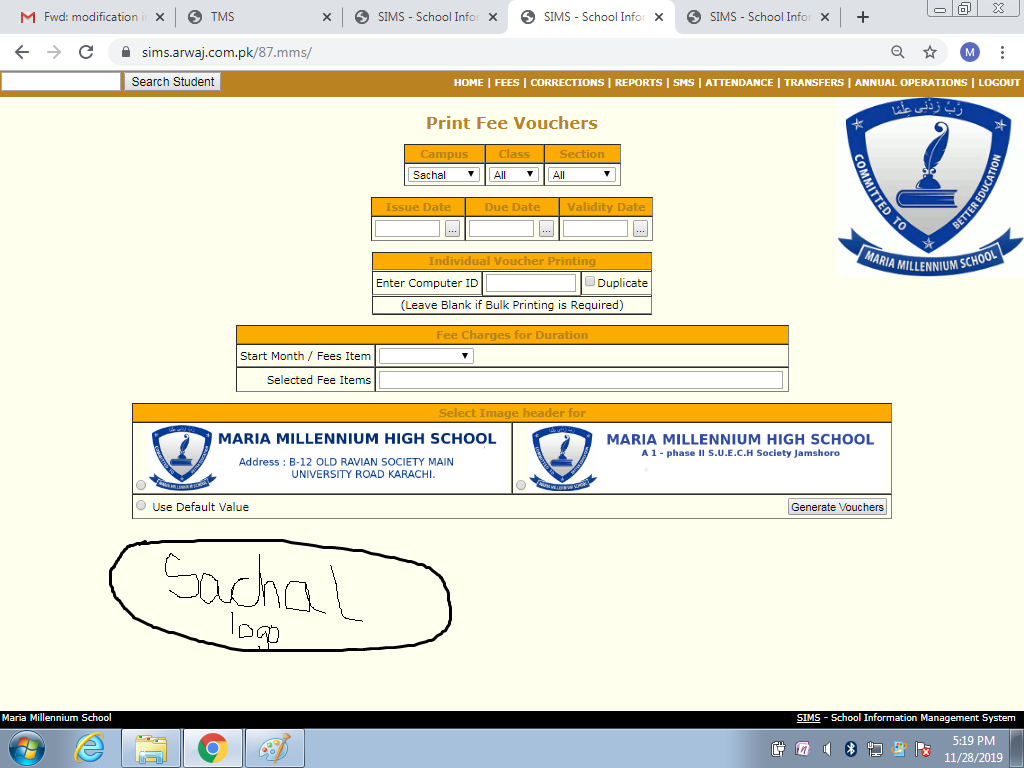 Fwd: modification i
TMS
SIMS - School Infor
SIMS - School Infor
SIMS - School Infor
sims.arwaj.com.pk/87.mms/
M
Search Student
HOME | FEES | CORRECTIONS | REPORTS | SMS | ATTENDANCE | TRANSFERS | ANNUAL OPERATIONS | LOGOUT
Print Fee Vouchers
رَبِّ زِدْنِي عِلْمًا
COMMITTED TO BETTER EDUCATION
MARIA MILLENNIUM SCHOOL
Campus Class Section
Sachal All All
Issue Date Due Date Validity Date
... ... ...
Individual Voucher Printing
Enter Computer ID Duplicate
(Leave Blank if Bulk Printing is Required)
Fee Charges for Duration
Start Month / Fees Item
Selected Fee Items
Select Image header for
MARIA MILLENNIUM HIGH SCHOOL
Address : B-12 OLD RAVIAN SOCIETY MAIN
UNIVERSITY ROAD KARACHI.
MARIA MILLENNIUM HIGH SCHOOL
A 1 - phase II S.U.E.C.H Society Jamshoro
Use Default Value Generate Vouchers
Sachal
logo
Maria Millennium School SIMS - School Information Management System
5:19 PM
11/28/2019